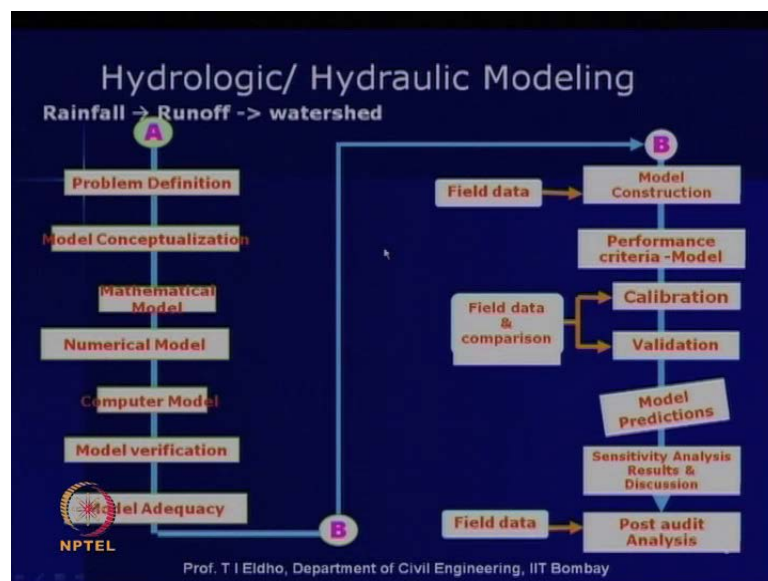 Hydrologic/ Hydraulic Modeling
Rainfall → Runoff -> watershed
A
Problem Definition
Model Conceptualization
Mathematical
Model
Numerical Model
Computer Model
Model verification
Model Adequacy
B
B
Field data
Model
Construction
Performance
criteria -Model
Field data
&
comparison
Calibration
Validation
Model
Predictions
Sensitivity Analysis
Results &
Discussion
Field data
Post audit
Analysis
NPTEL
Prof. T I Eldho, Department of Civil Engineering, IIT Bombay